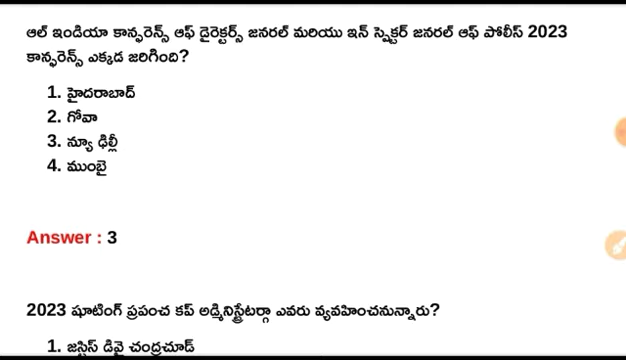 ఆల్ ఇండియా కాన్ఫరెన్స్ ఆఫ్ డైరెక్టర్స్ జనరల్ మరియు ఇన్ స్పెక్టర్ జనరల్ ఆఫ్ పోలీస్ 2023
కాన్ఫరెన్స్ ఎక్కడ జరిగింది?
1. హైదరాబాద్
2. గోవా
3. న్యూ ఢిల్లీ
4. ముంబై
Answer : 3
2023 షూటింగ్ ప్రపంచ కప్ అడ్మినిస్ట్రేటర్గా ఎవరు వ్యవహించనున్నారు?
1. జస్టిస్ డివై చంద్రచూడ్